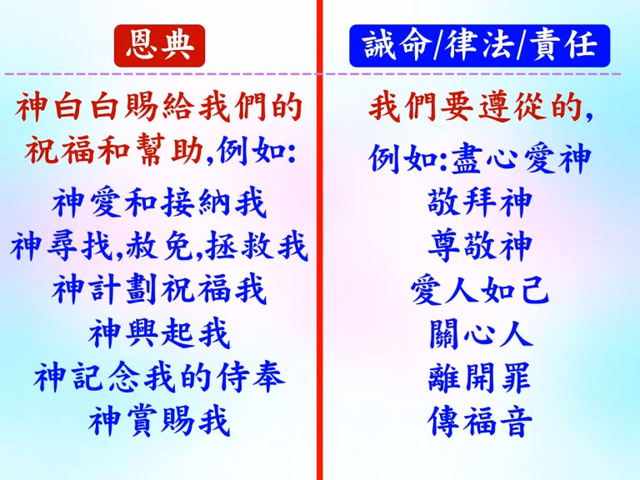 恩典
神白白賜給我們的
祝福和幫助,例如:
神愛和接納我
神尋找,赦免,拯救我
神計劃祝福我
神興起我
神記念我的侍奉
神賞賜我
誡命/律法/責任
我們要遵從的,
例如:盡心愛神
敬拜神
尊敬神
愛人如己
關心人
離開罪
傳福音